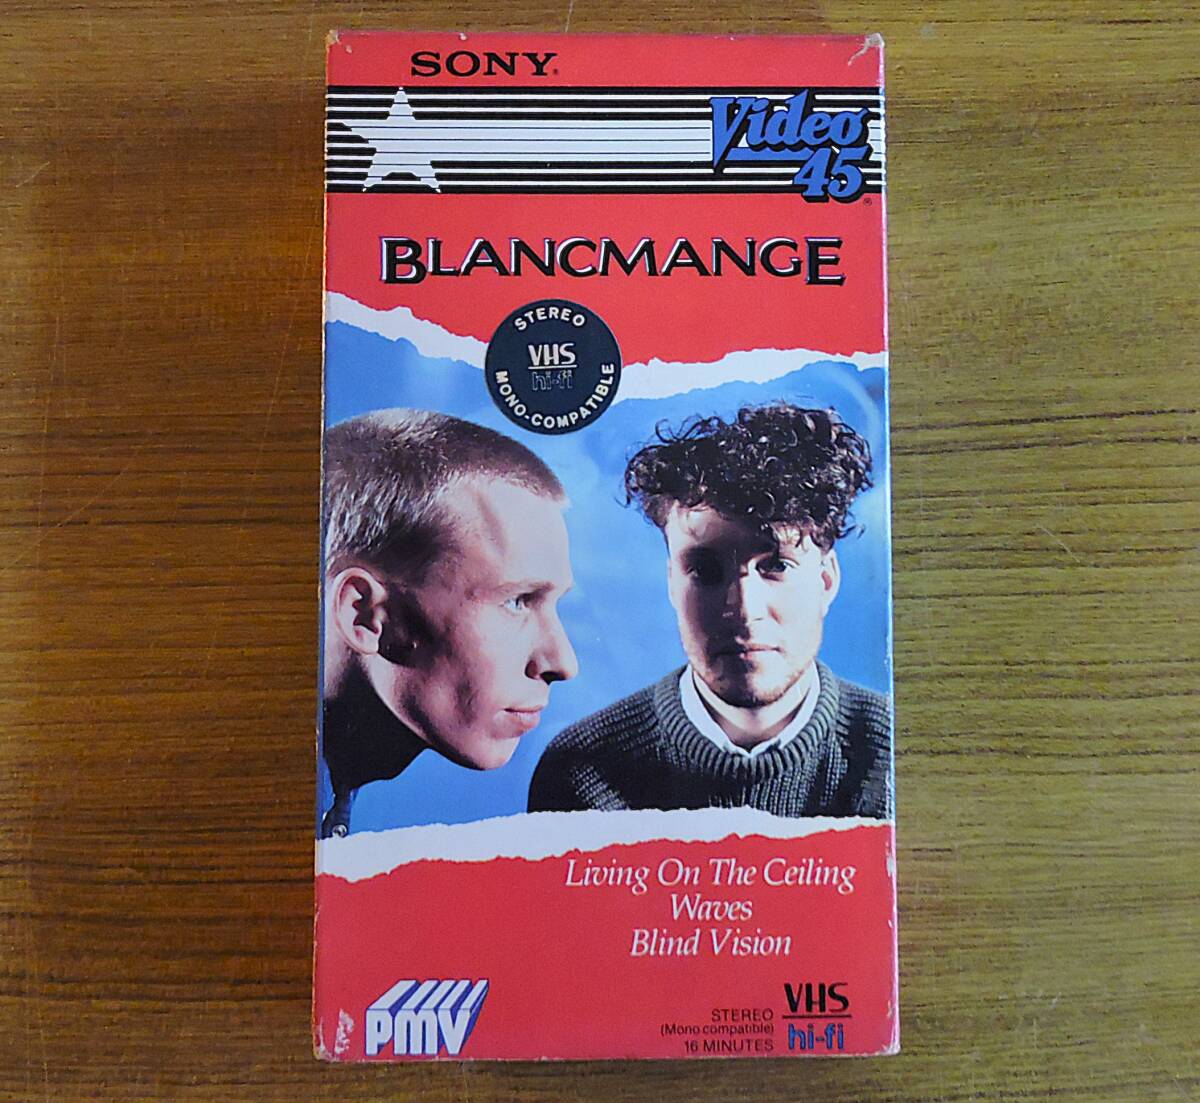 SONY®
Video
45®
BLANCMANGE
STEREO
VHS
hi-fi
MONO-COMPATIBLE
Living On The Ceiling
Waves
Blind Vision
PMV
STEREO
(Mono compatible)
16 MINUTES
VHS
hi-fi